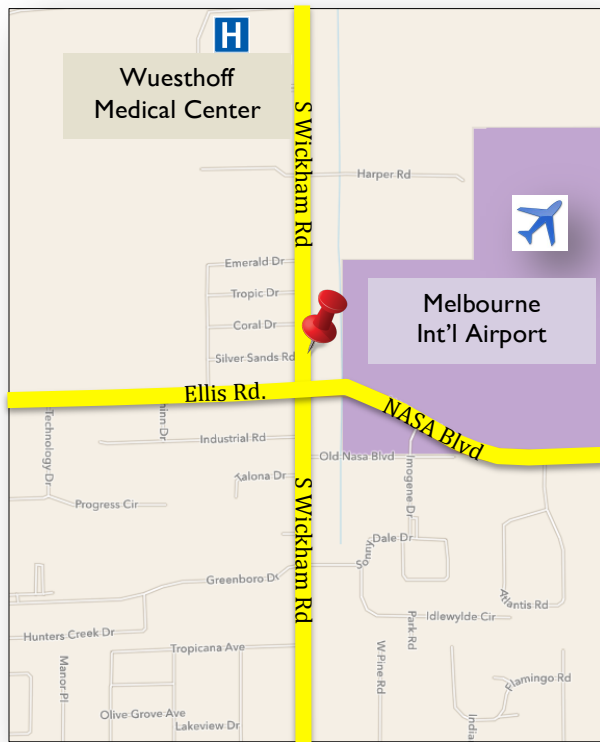 H
Wuesthoff
Medical Center
S Wickham Rd
Harper Rd
Emerald Dr
Tropic Dr
Coral Dr
Silver Sands Rd
Melbourne
Int'l Airport
Ellis Rd.
NASA Blvd
Technology Dr
Industrial Rd
Old Nasa Blvd
Imogene Dr
Kalona Dr
Progress Cir
S Wickham Rd
Dale Dr
Sonny
Greenboro Dr
Atlantis Rd
Idlewylde Cir
Park Rd
Hunters Creek Dr
Tropicana Ave
W Pine Rd
Manor Pl
Flamingo Rd
Olive Grove Ave
Lakeview Dr
India